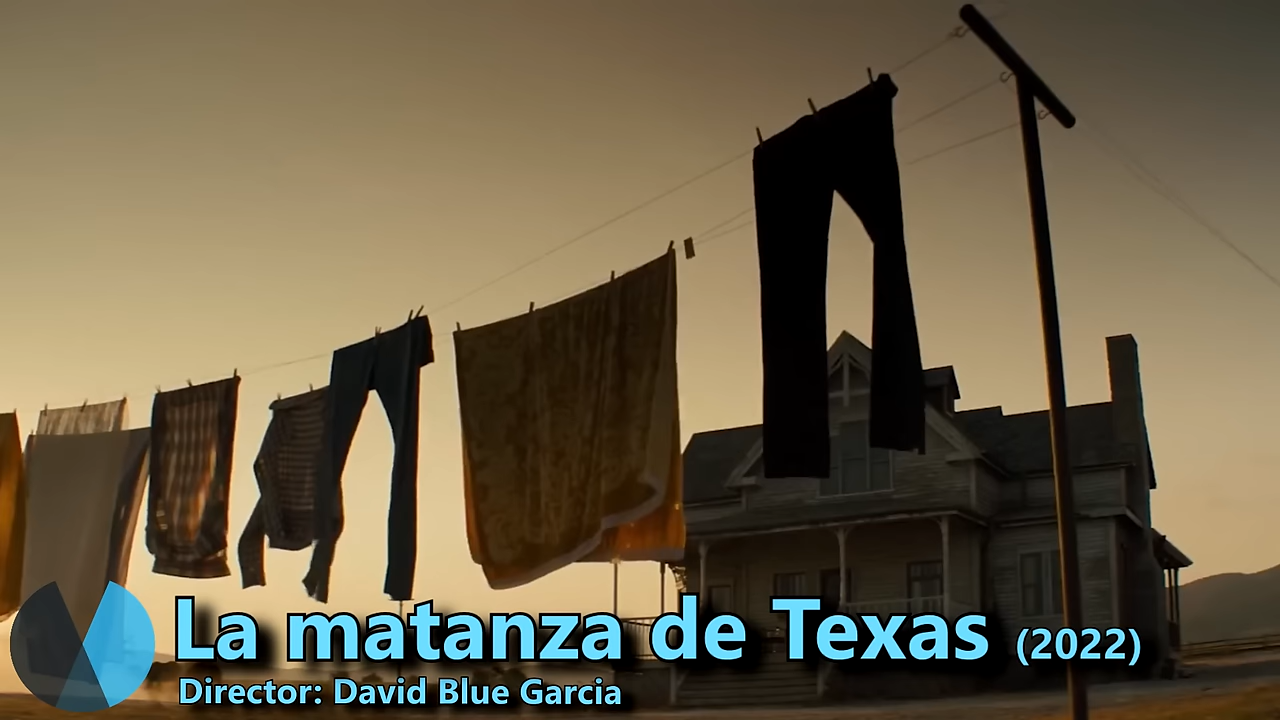 La matanza de Texas (2022)
Director: David Blue Garcia